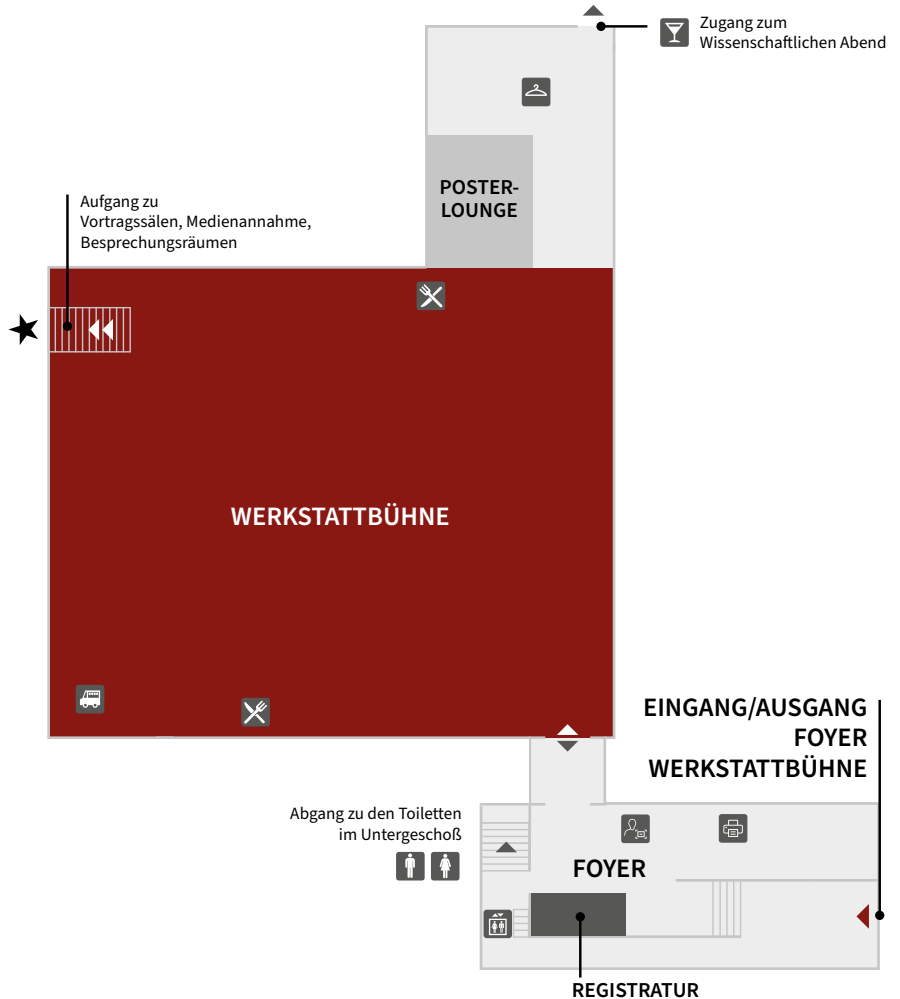 Zugang zum
Wissenschaftlichen Abend
POSTER-
LOUNGE
Aufgang zu
Vortragssälen, Medienannahme,
Besprechungsräumen
WERKSTATTBÜHNE
EINGANG/AUSGANG
FOYER
WERKSTATTBÜHNE
Abgang zu den Toiletten
im Untergeschoß
FOYER
REGISTRATUR